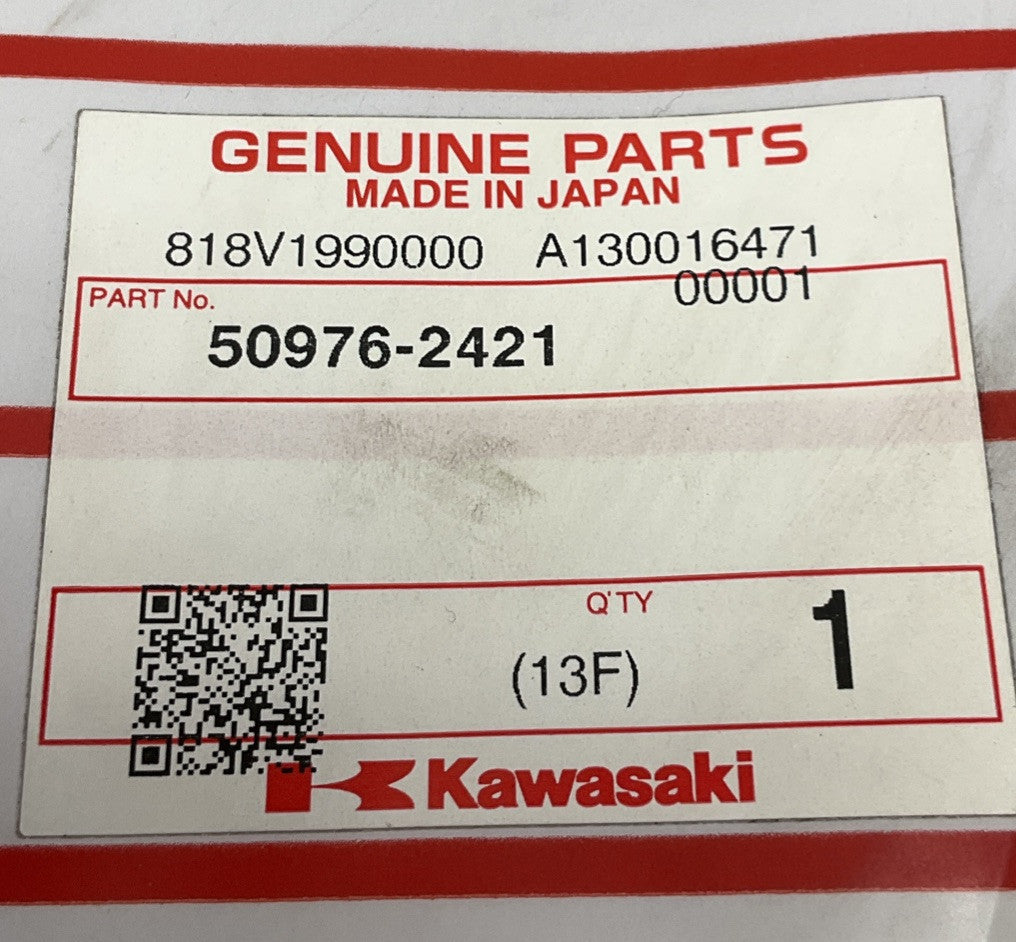 GENUINE PARTS
MADE IN JAPAN
818V1990000 A130016471
00001
PART No.
50976-2421
Q'TY
(13F)
1
Kawasaki